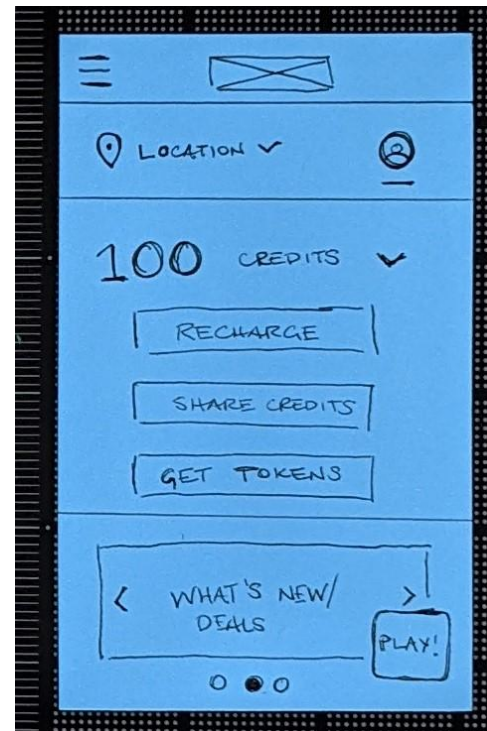 LOCATION
100 CREDITS
RECHARGE
SHARE CREDITS
GET TOKENS
WHAT'S NEW/
DEALS
PLAY!